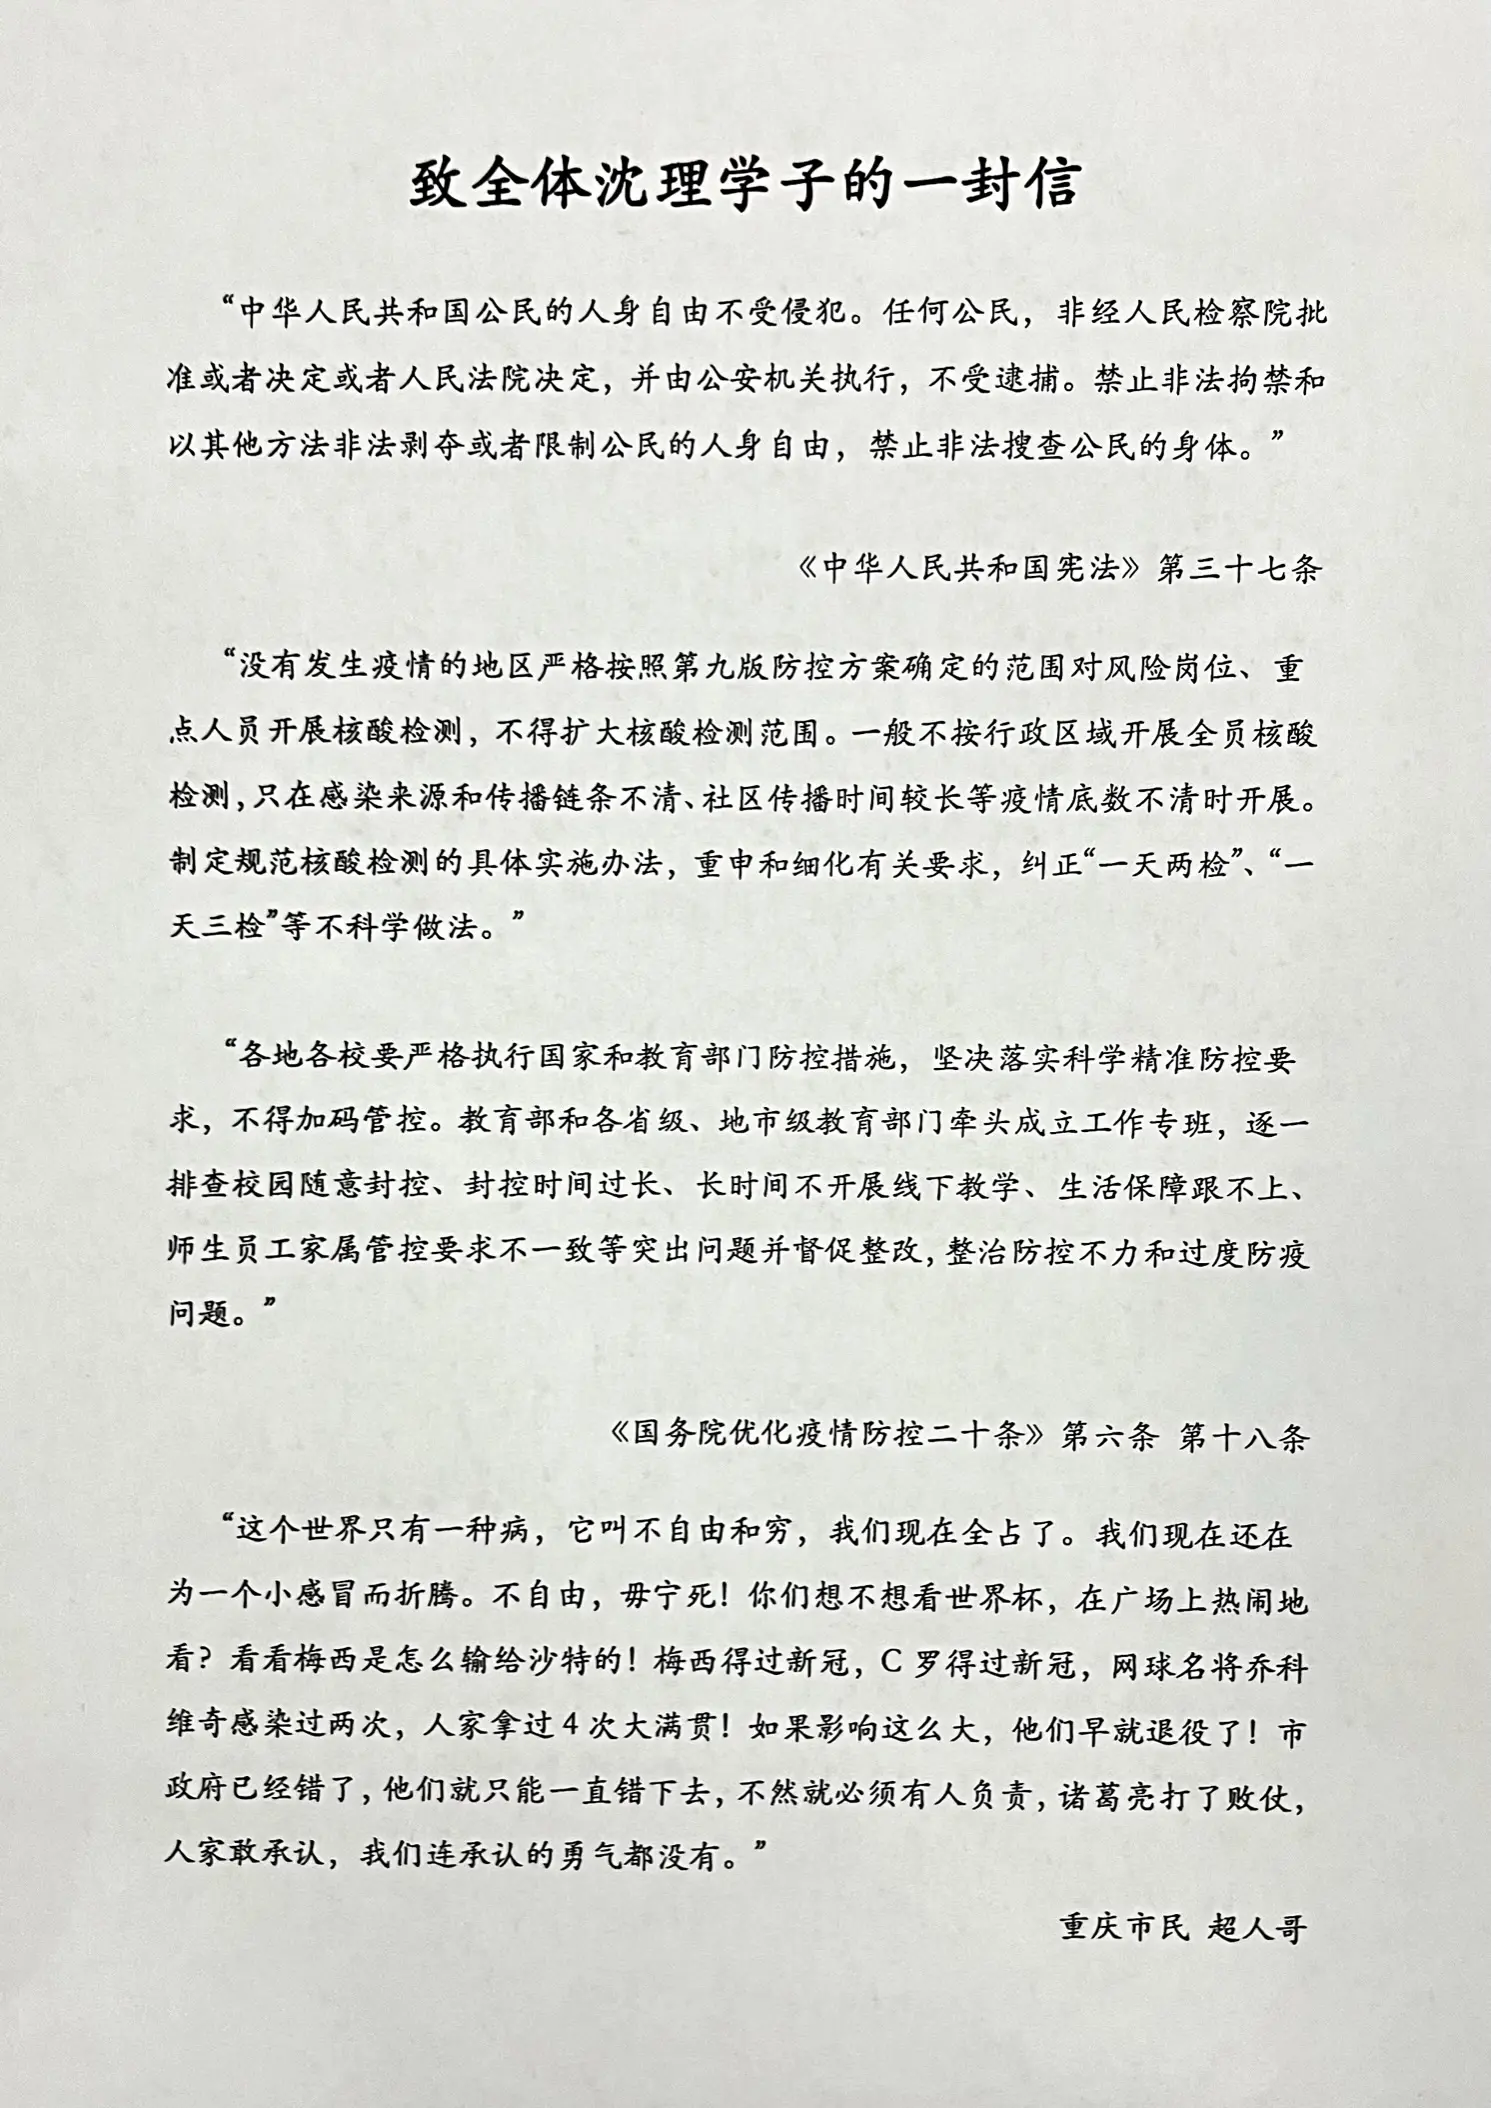 致全体沈理学子的一封信
“中华人民共和国公民的人身自由不受侵犯。任何公民，非经人民检察院批
准或者决定或者人民法院决定，并由公安机关执行，不受逮捕。禁止非法拘禁和
以其他方法非法剥夺或者限制公民的人身自由，禁止非法搜查公民的身体。”
《中华人民共和国宪法》第三十七条
“没有发生疫情的地区严格按照第九版防控方案确定的范围对风险岗位、重
点人员开展核酸检测，不得扩大核酸检测范围。一般不按行政区域开展全员核酸
检测，只在感染来源和传播链条不清、社区传播时间较长等疫情底数不清时开展。
制定规范核酸检测的具体实施办法，重申和细化有关要求，纠正“一天两检”、“一
天三检”等不科学做法。”
“各地各校要严格执行国家和教育部门防控措施，坚决落实科学精准防控要
求，不得加码管控。教育部和各省级、地市级教育部门牵头成立工作专班，逐一
排查校园随意封控、封控时间过长、长时间不开展线下教学、生活保障跟不上、
师生员工家属管控要求不一致等突出问题并督促整改，整治防控不力和过度防疫
问题。”
《国务院优化疫情防控二十条》第六条 第十八条
“这个世界只有一种病，它叫不自由和穷，我们现在全占了。我们现在还在
为一个小感冒而折腾。不自由，毋宁死！你们想不想看世界杯，在广场上热闹地
看？看看梅西是怎么输给沙特的！梅西得过新冠，C 罗得过新冠，网球名将乔科
维奇感染过两次，人家拿过 4 次大满贯！如果影响这么大，他们早就退役了！市
政府已经错了，他们就只能一直错下去，不然就必须有人负责，诸葛亮打了败仗，
人家敢承认，我们连承认的勇气都没有。”
重庆市民 超人哥